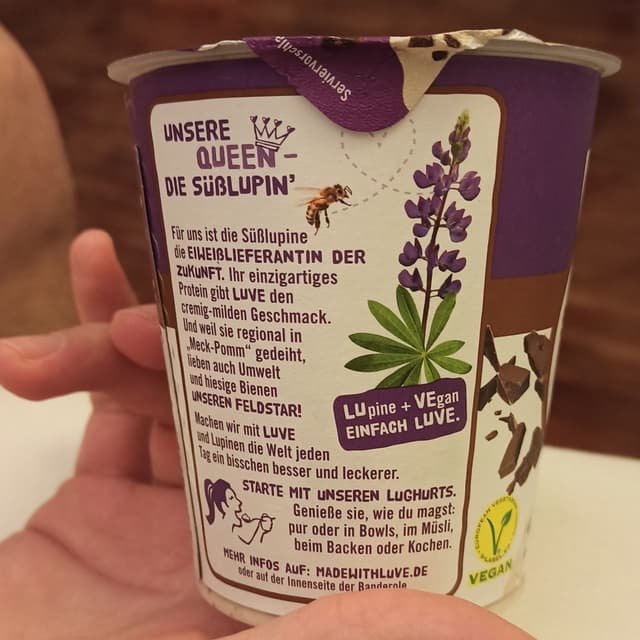 Serviervorschla
UNSERE
QUEEN –
DIE SÜßLUPIN'
Für uns ist die Süßlupine
die EIWEIßLIEFERANTIN DER
ZUKUNFT. Ihr einzigartiges
Protein gibt LUVE den
cremig-milden Geschmack.
Und weil sie regional in
„Meck-Pomm“ gedeiht,
lieben auch Umwelt
und hiesige Bienen
UNSEREN FELDSTAR!
LUpine + VEgan
EINFACH LUVE.
Machen wir mit LUVE
und Lupinen die Welt jeden
Tag ein bisschen besser und leckerer.
STARTE MIT UNSEREN LUGHURTS.
Genieße sie, wie du magst:
pur oder in Bowls, im Müsli,
beim Backen oder Kochen.
MEHR INFOS AUF: MADEWITHLUVE.DE
oder auf der Innenseite der Banderole
EUROPEAN VEGETARIAN
VEGAN